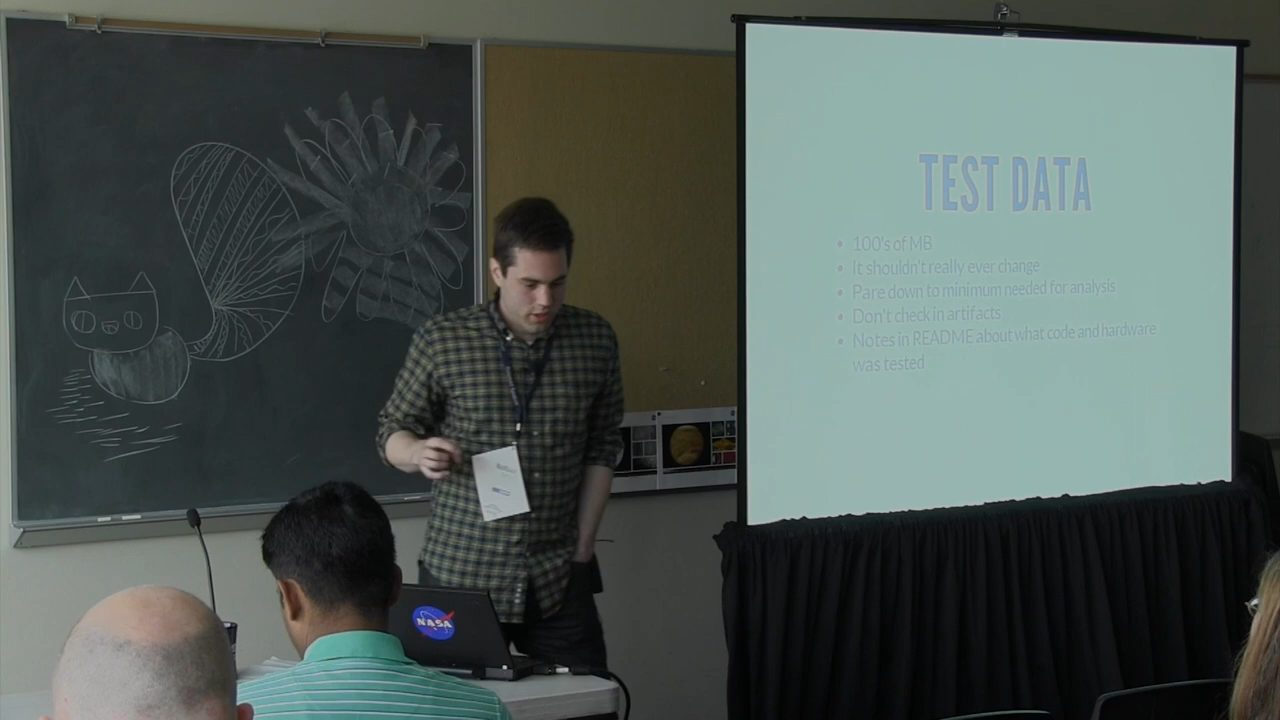 TEST DATA
• 100's of MB
• It shouldn't really ever change
• Pare down to minimum needed for analysis
• Don't check in artifacts
• Notes in README about what code and hardware
was tested
NASA